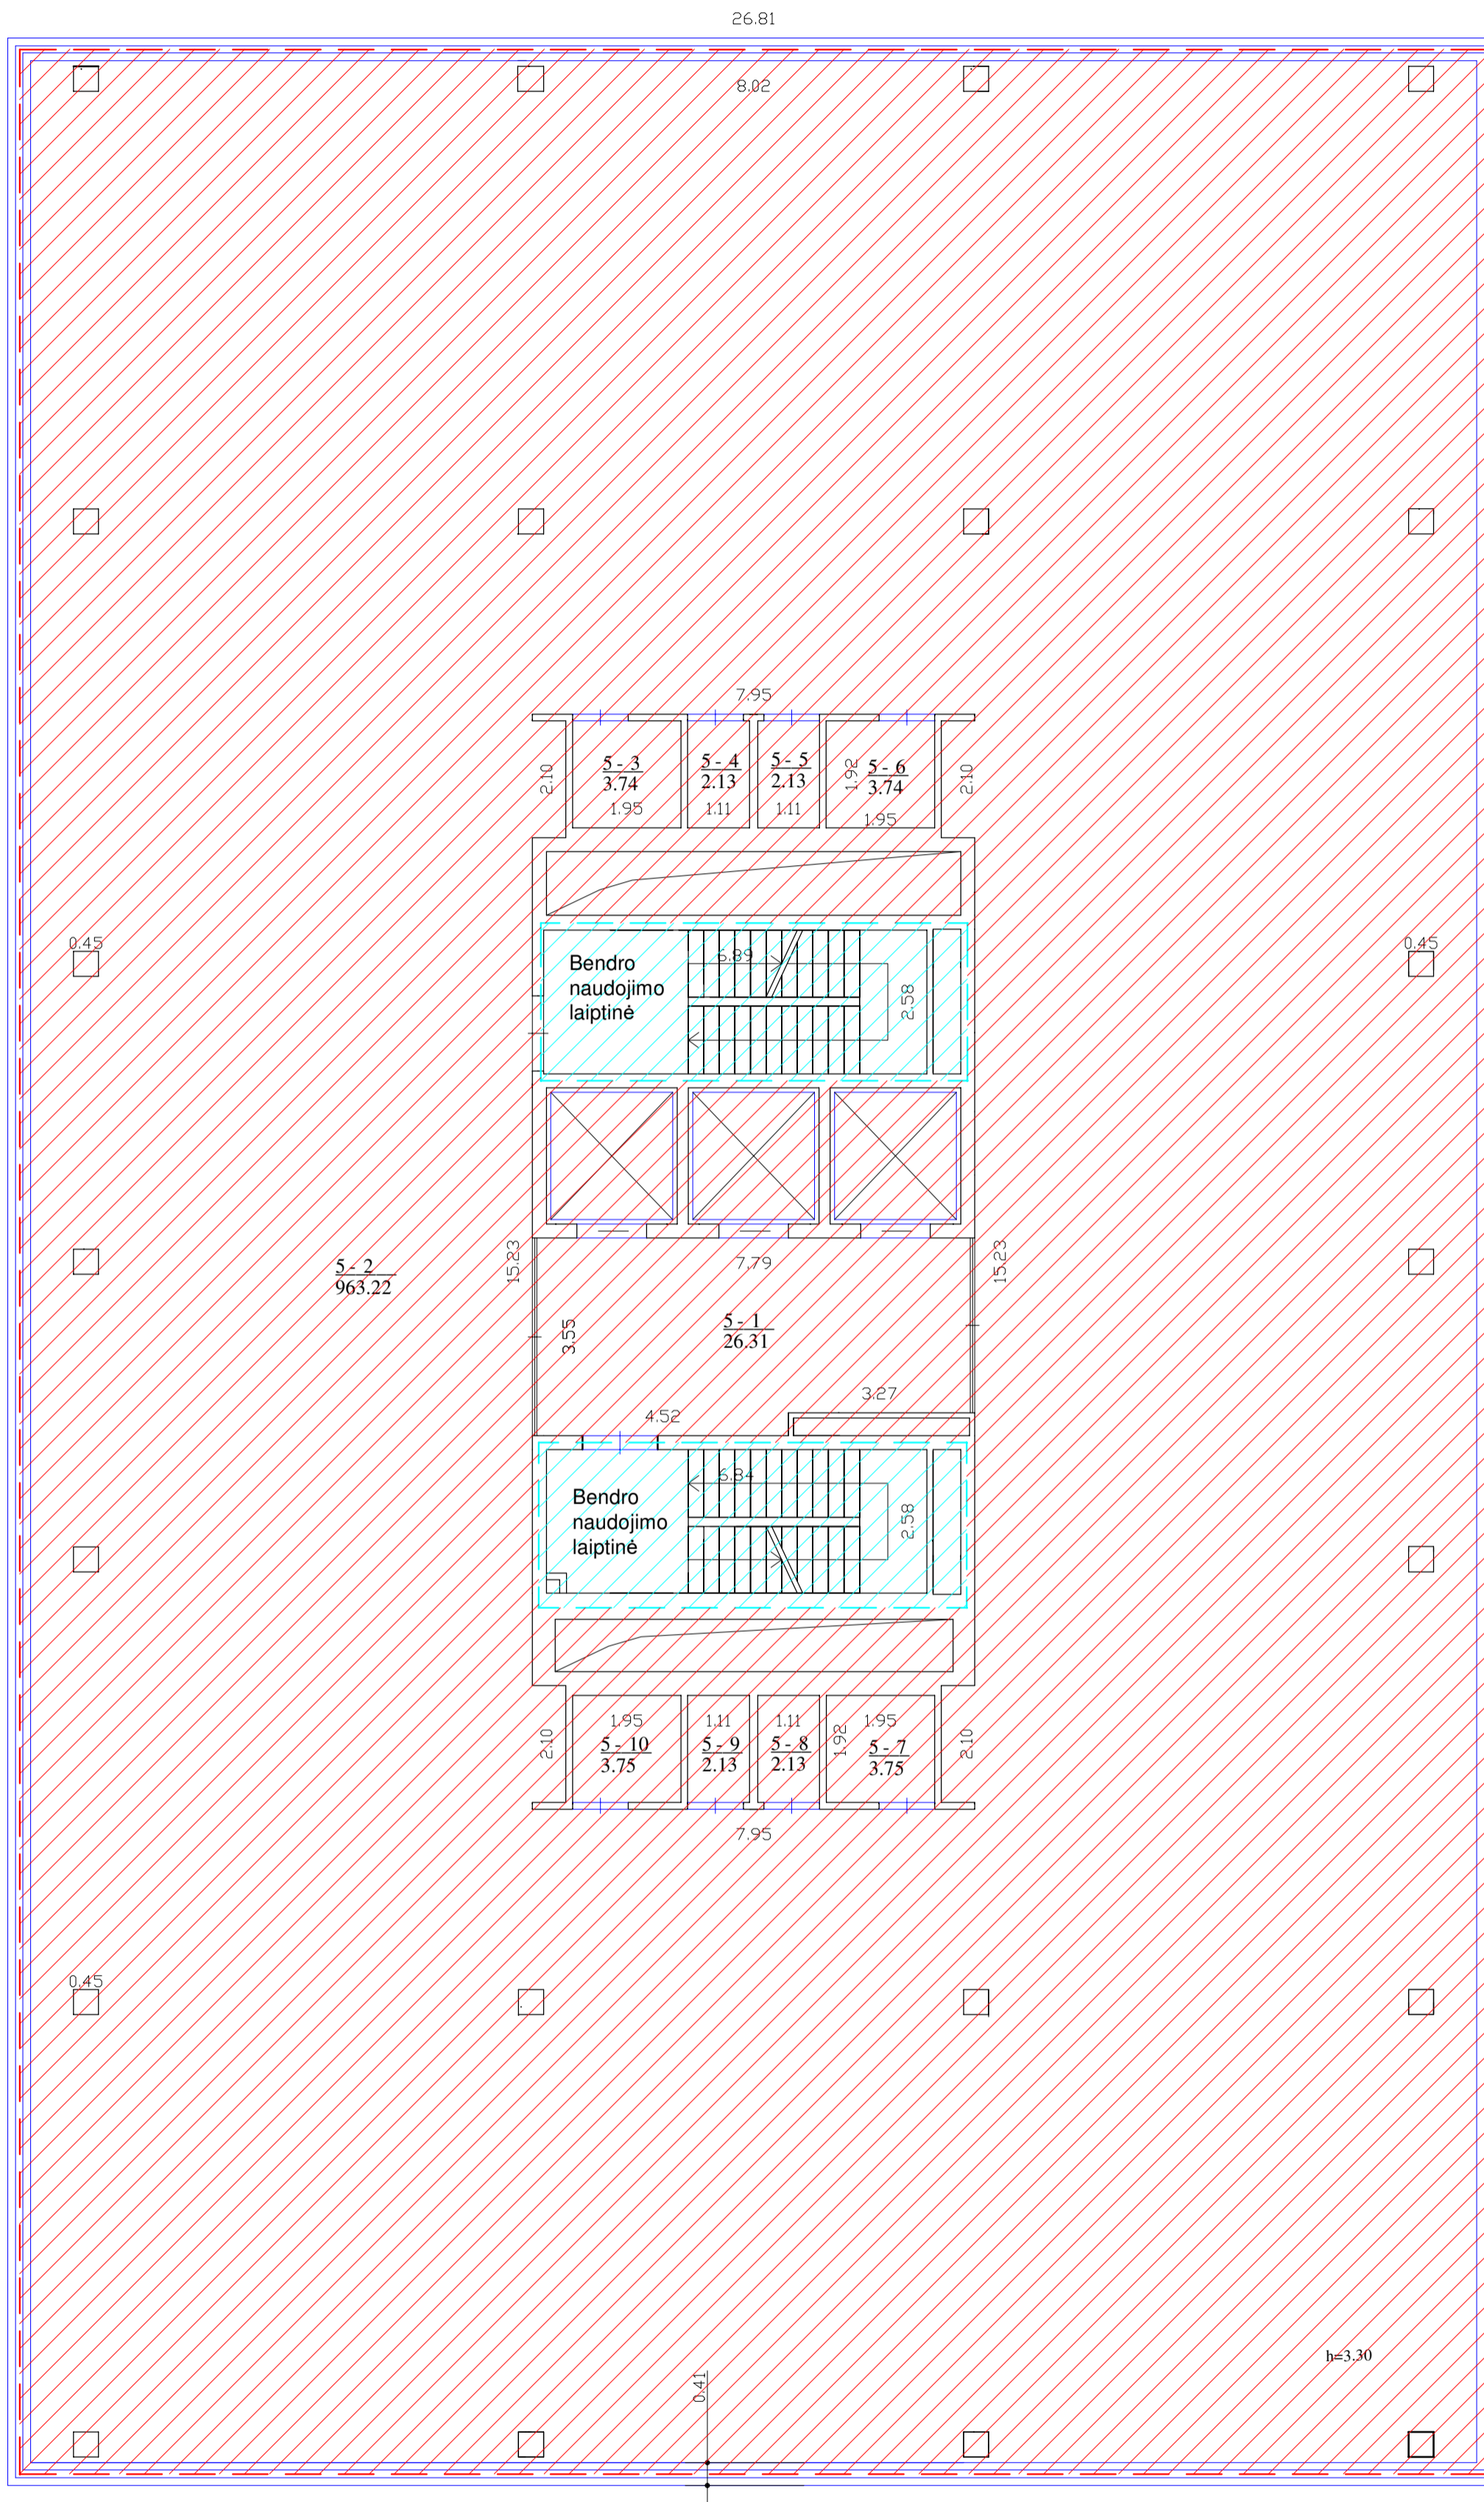 26.81
8.02
7.95
2.10
5 - 3
3.74
1.95
5 - 4
2.13
1.11
5 - 5
2.13
1.11
1.92
5 - 6
3.74
1.95
2.10
0.45
0.45
Bendro
naudojimo
laiptinė
6.89
2.58
15.23
7.79
15.23
5 - 2
963.22
3.55
5 - 1
26.31
3.27
4.52
Bendro
naudojimo
laiptinė
6.84
2.58
2.10
1.95
5 - 10
3.75
1.11
5 - 9
2.13
1.11
5 - 8
2.13
1.92
1.95
5 - 7
3.75
2.10
7.95
0.45
h=3.30
0.41